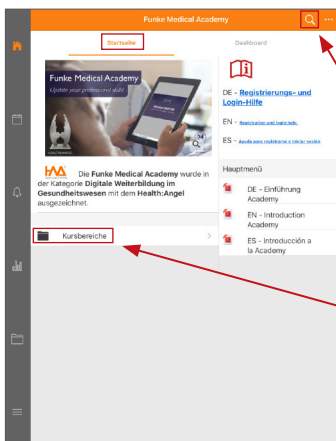 Funke Medical Academy
Startseite
Dashboard
Funke Medical Academy
Update your professional skills!
DE - Registrierungs- und
Login-Hilfe
EN - Registration and login help.
ES - Ayuda para registrarse e iniciar sesión
Die Funke Medical Academy wurde in
der Kategorie Digitale Weiterbildung im
Gesundheitswesen mit dem Health:Angel
ausgezeichnet.
Hauptmenü
DE - Einführung
Academy
EN - Introduction
Academy
ES - Introducción a
la Academy
Kursbereiche